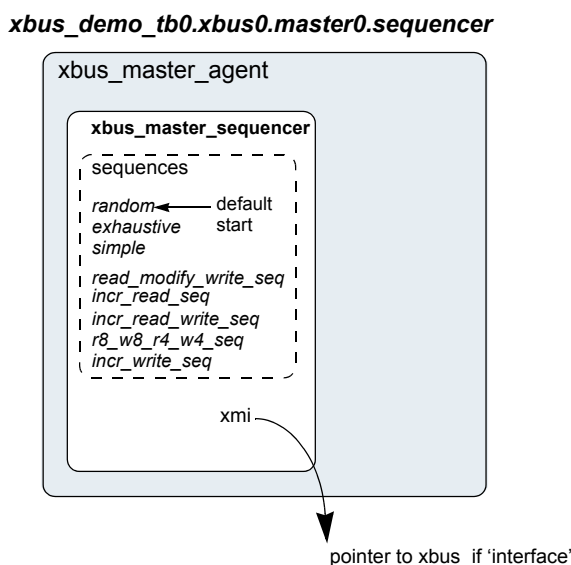 xbus_demo_tb0.xbus0.master0.sequencer
xbus_master_agent
xbus_master_sequencer
sequences
random default
exhaustive start
simple
read_modify_write_seq
incr_read_seq
incr_read_write_seq
r8_w8_r4_w4_seq
incr_write_seq
xmi
pointer to xbus if 'interface'